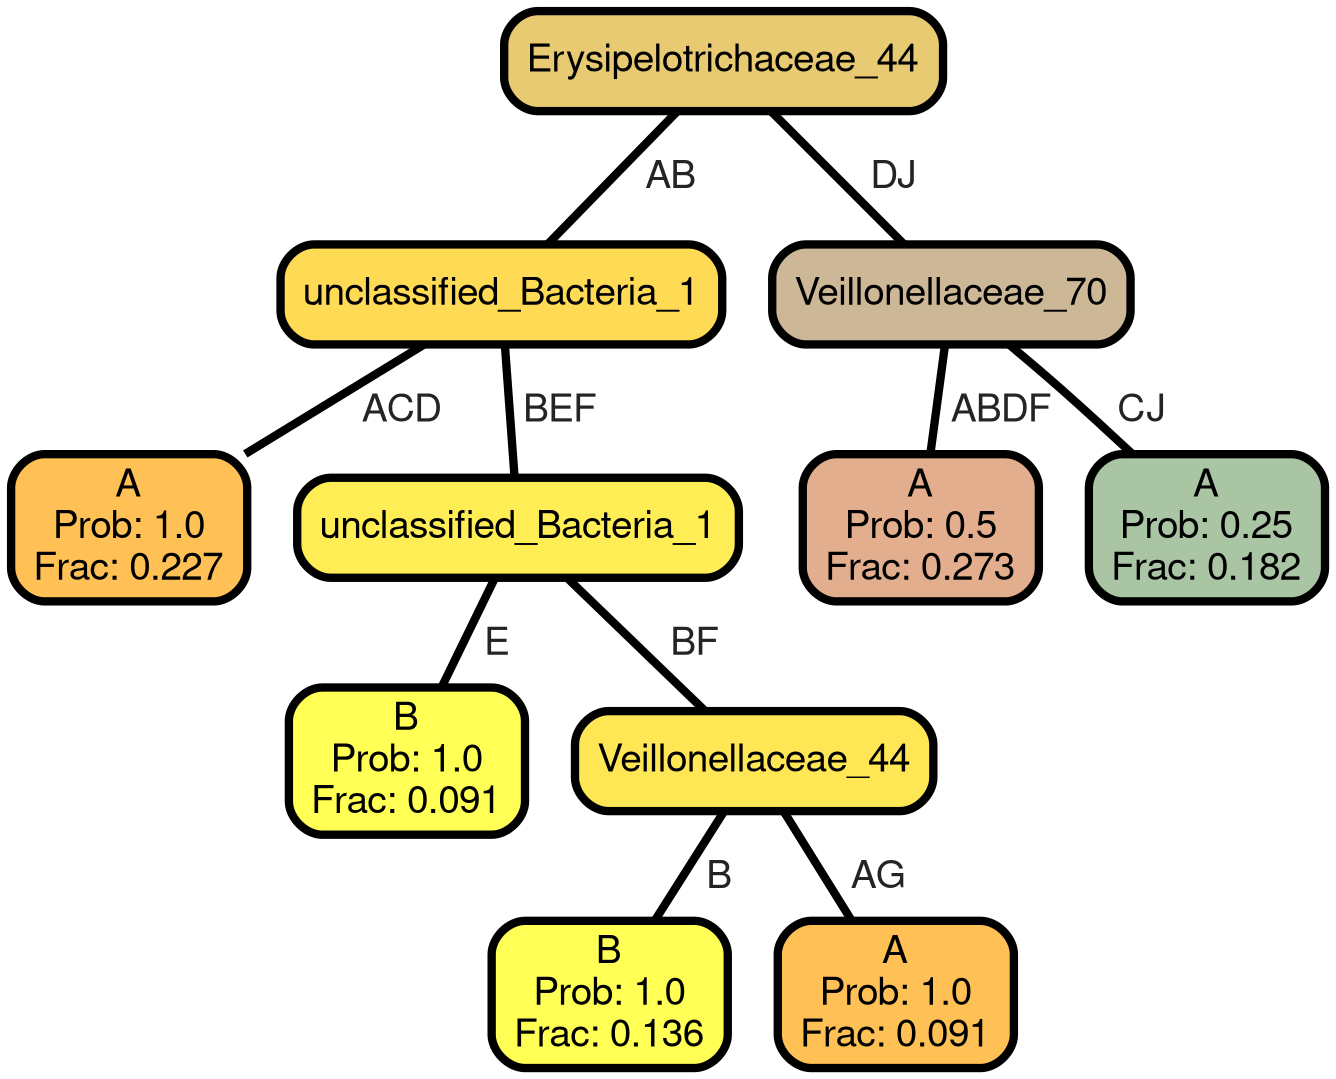 Erysipelotrichaceae_44
AB
DJ
unclassified_Bacteria_1
Veillonellaceae_70
ACD
BEF
ABDF
CJ
A
Prob: 1.0
Frac: 0.227
unclassified_Bacteria_1
A
Prob: 0.5
Frac: 0.273
A
Prob: 0.25
Frac: 0.182
E
BF
B
Prob: 1.0
Frac: 0.091
Veillonellaceae_44
B
AG
B
Prob: 1.0
Frac: 0.136
A
Prob: 1.0
Frac: 0.091